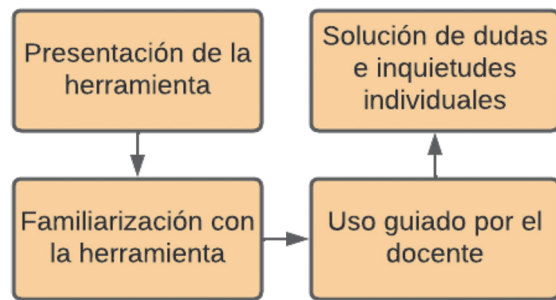 Presentación de la
herramienta
Familiarización con
la herramienta
Uso guiado por el
docente
Solución de dudas
e inquietudes
individuales